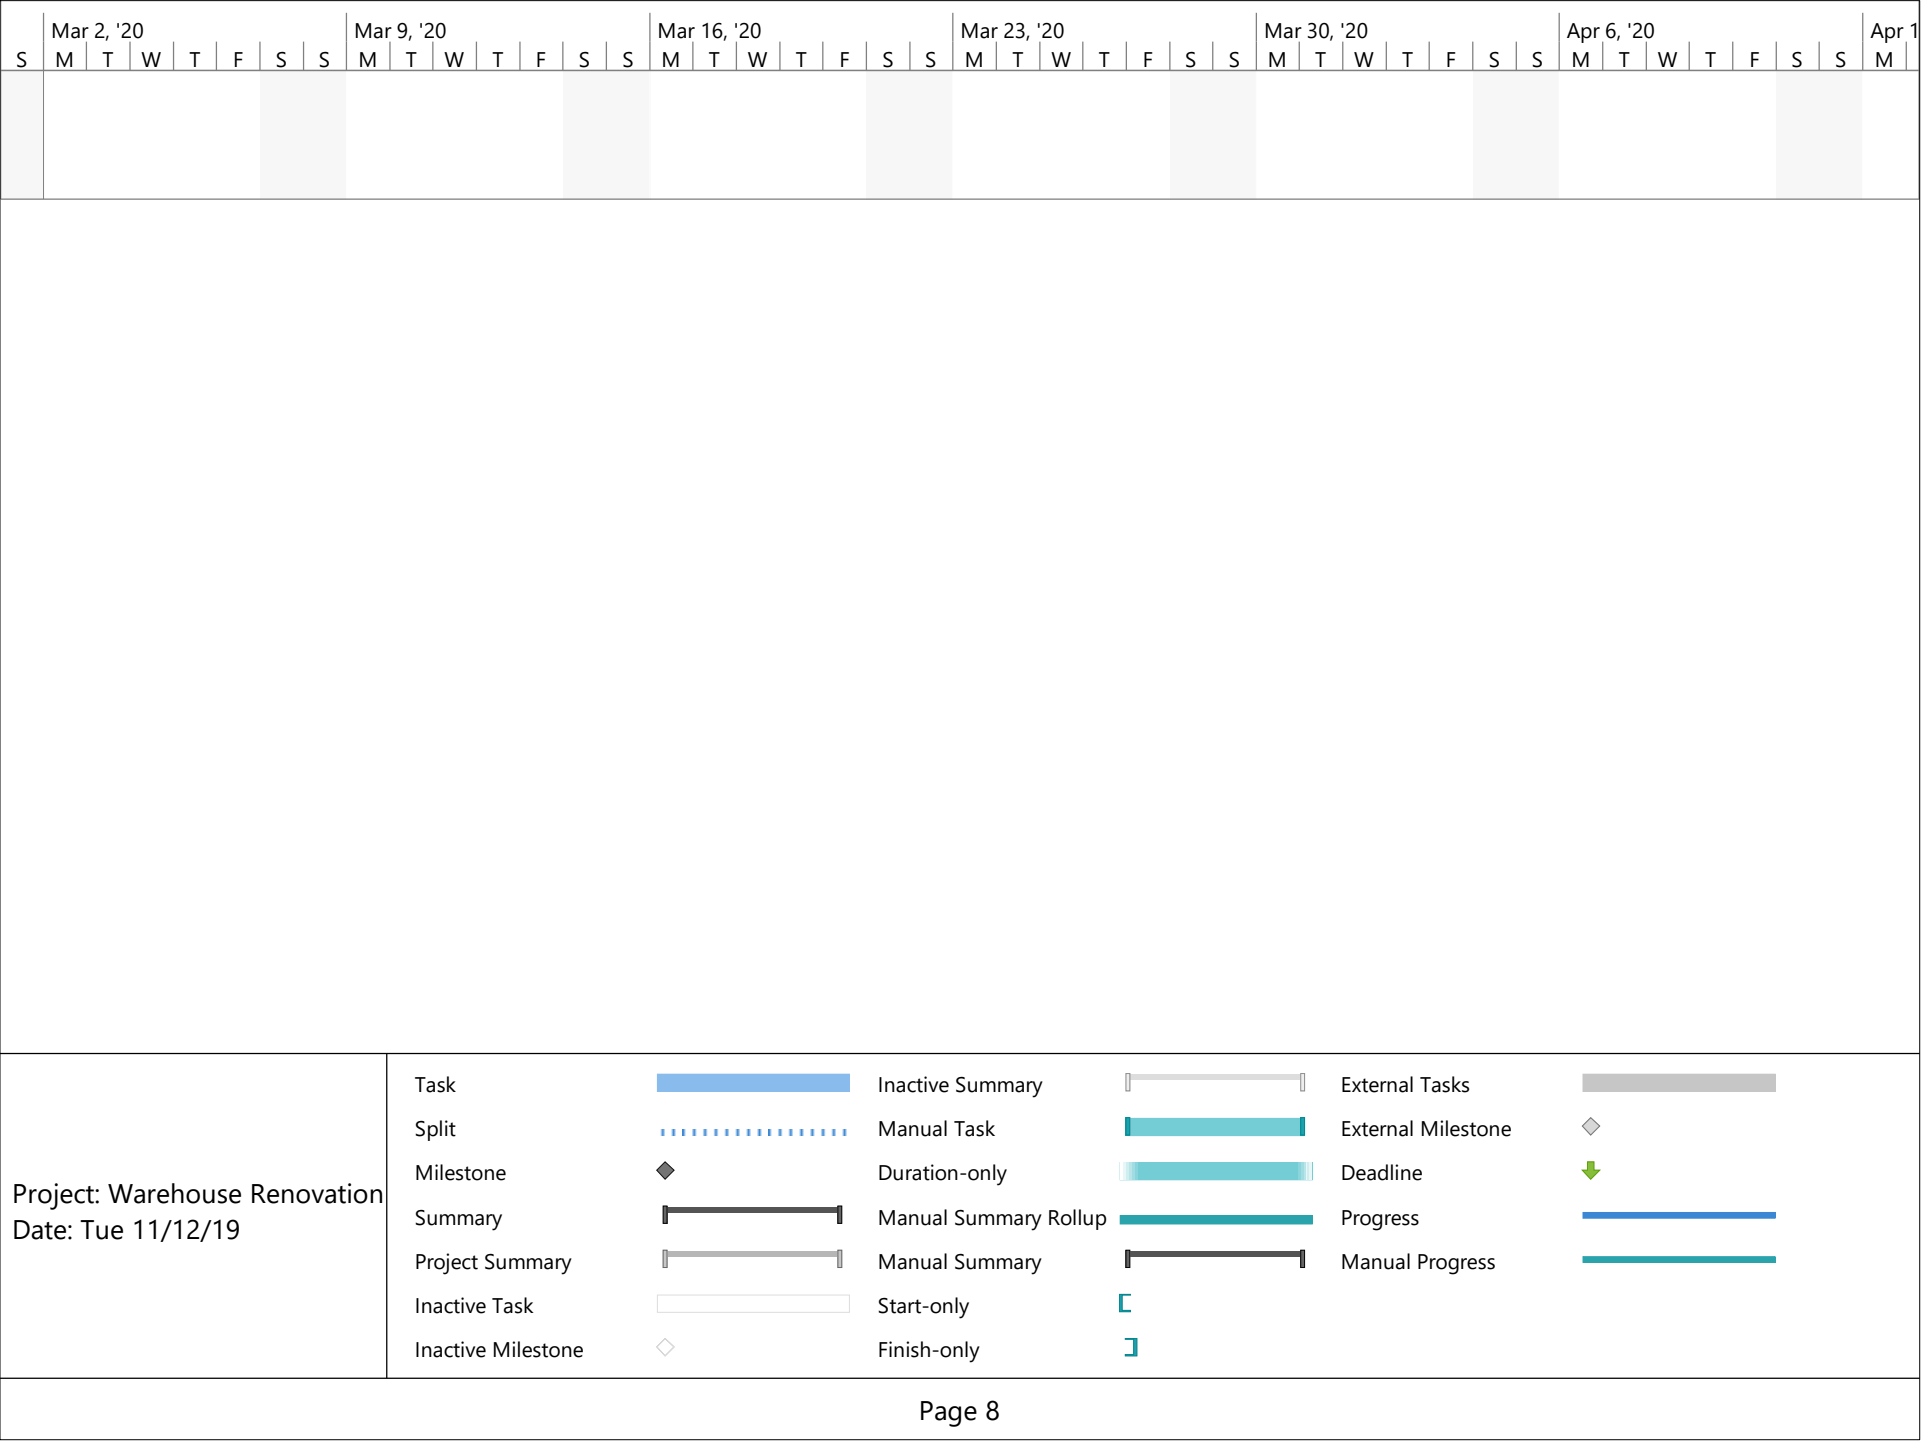 Mar 2, '20 Mar 9, '20 Mar 16, '20 Mar 23, '20 Mar 30, '20 Apr 6, '20 Apr 1
S M T W T F S S M T W T F S S M T W T F S S M T W T F S S M T W T F S S M T W T F S S M
Project: Warehouse Renovation
Date: Tue 11/12/19
Task
Split
Milestone
Summary
Project Summary
Inactive Task
Inactive Milestone
Inactive Summary
Manual Task
Duration-only
Manual Summary Rollup
Manual Summary
Start-only
Finish-only
External Tasks
External Milestone
Deadline
Progress
Manual Progress
Page 8